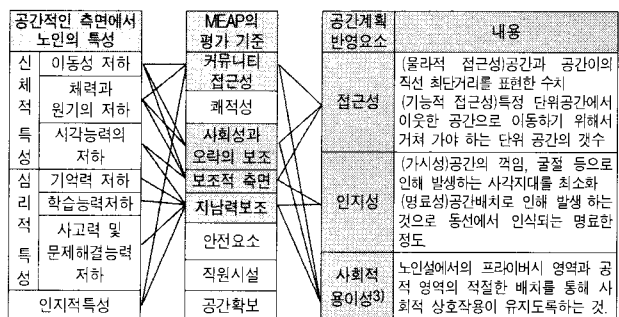 공간적인 측면에서
노인의 특성
신체적 특성
이동성 저하
체력과
원기의 저하
시각능력의
저하
심리적 특성
기억력 저하
학습능력저하
사고력 및
문제해결능력
저하
인지적특성
MEAP의
평가 기준
커뮤니티
접근성
쾌적성
사회성과
오락의 보조
보조적 측면
지남력보조
안전요소
직원시설
공간확보
공간계획
반영요소
내용
접근성
(물리적 접근성)공간과 공간이의
직선 최단거리를 표현한 수치
(기능적 접근성)특정 단위공간에서
이웃한 공간으로 이동하기 위해서
거쳐 가야 하는 단위 공간의 갯수
인지성
(가시성)공간의 꺽임, 굴절 등으로
인해 발생하는 사각지대를 최소화
(명료성)공간배치로 인해 발생 하는
것으로 동선에서 인식되는 명료한
정도
사회적
용이성3)
노인설에서의 프라이버시 영역과 공
적 영역의 적절한 배치를 통해 사
회적 상호작용이 유지도록하는 것.